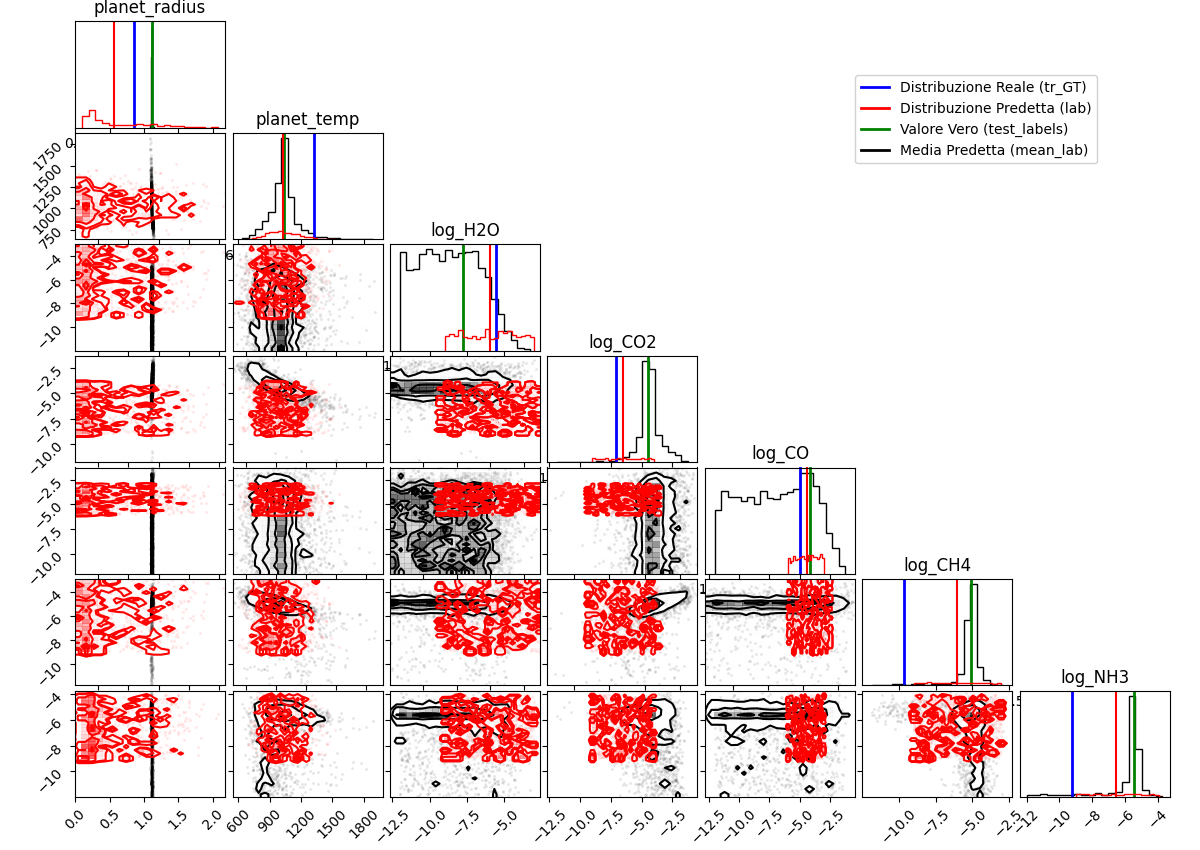 planet_radius
planet_temp
log_H2O
log_CO2
log_CO
log_CH4
log_NH3
Distribuzione Reale (tr_GT)
Distribuzione Predetta (lab)
Valore Vero (test_labels)
Media Predetta (mean_lab)
1750
1500
1250
1000
750
−4
−6
−8
−10
−2.5
−5.0
−7.5
−10.0
−2.5
−5.0
−7.5
−10.0
−4
−6
−8
−10
−4
−6
−8
−10
0.0 0.5 1.0 1.5 2.0
600 900 1200 1500 1800
−12.5 −10.0 −7.5 −5.0
−12.5 −10.0 −7.5 −5.0 −2.5
−12.5 −10.0 −7.5 −5.0 −2.5
−10.0 −7.5 −5.0 −2.5
−12 −10 −8 −6 −4